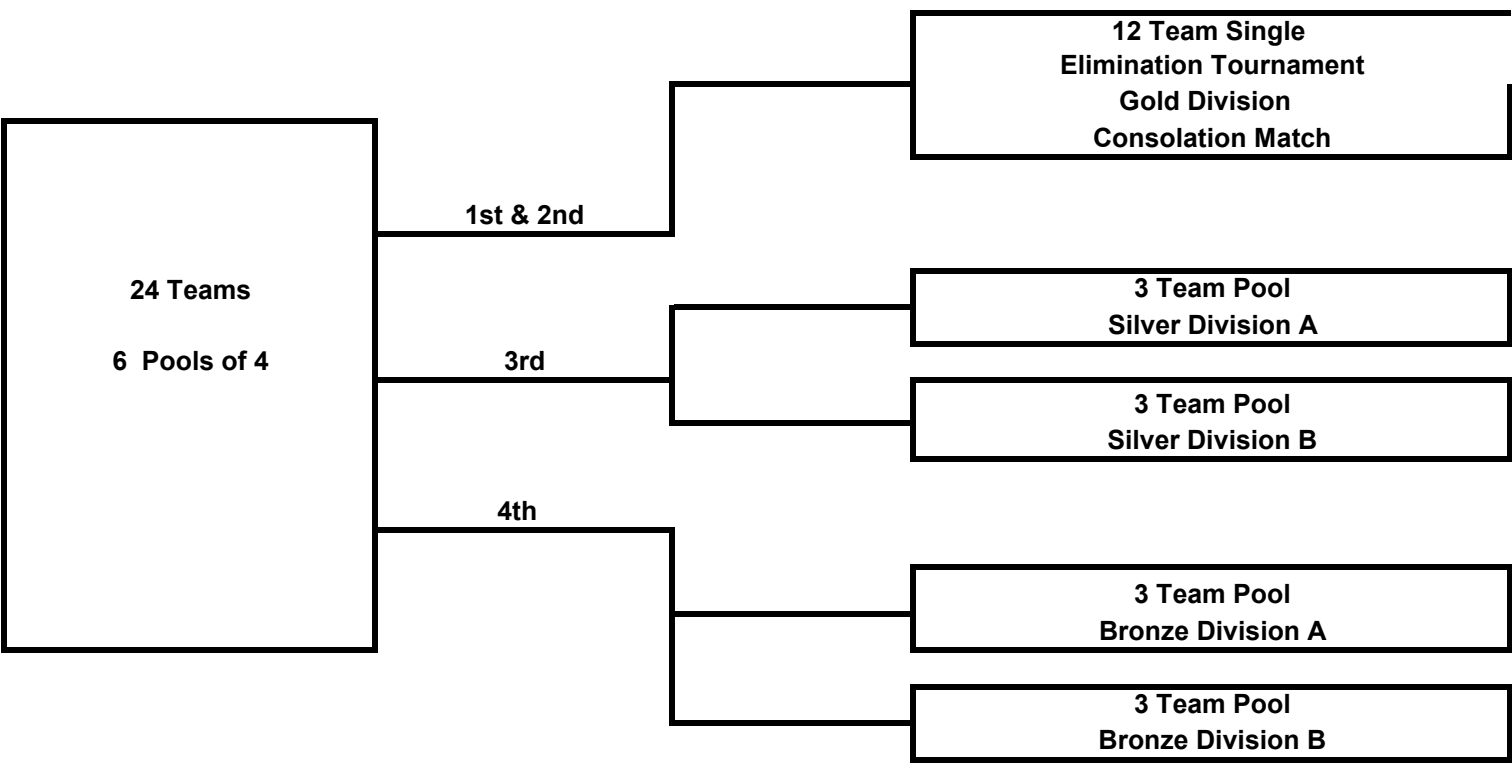 12 Team Single
Elimination Tournament
Gold Division
Consolation Match
1st & 2nd
24 Teams
6 Pools of 4
3rd
3 Team Pool
Silver Division A
3 Team Pool
Silver Division B
4th
3 Team Pool
Bronze Division A
3 Team Pool
Bronze Division B